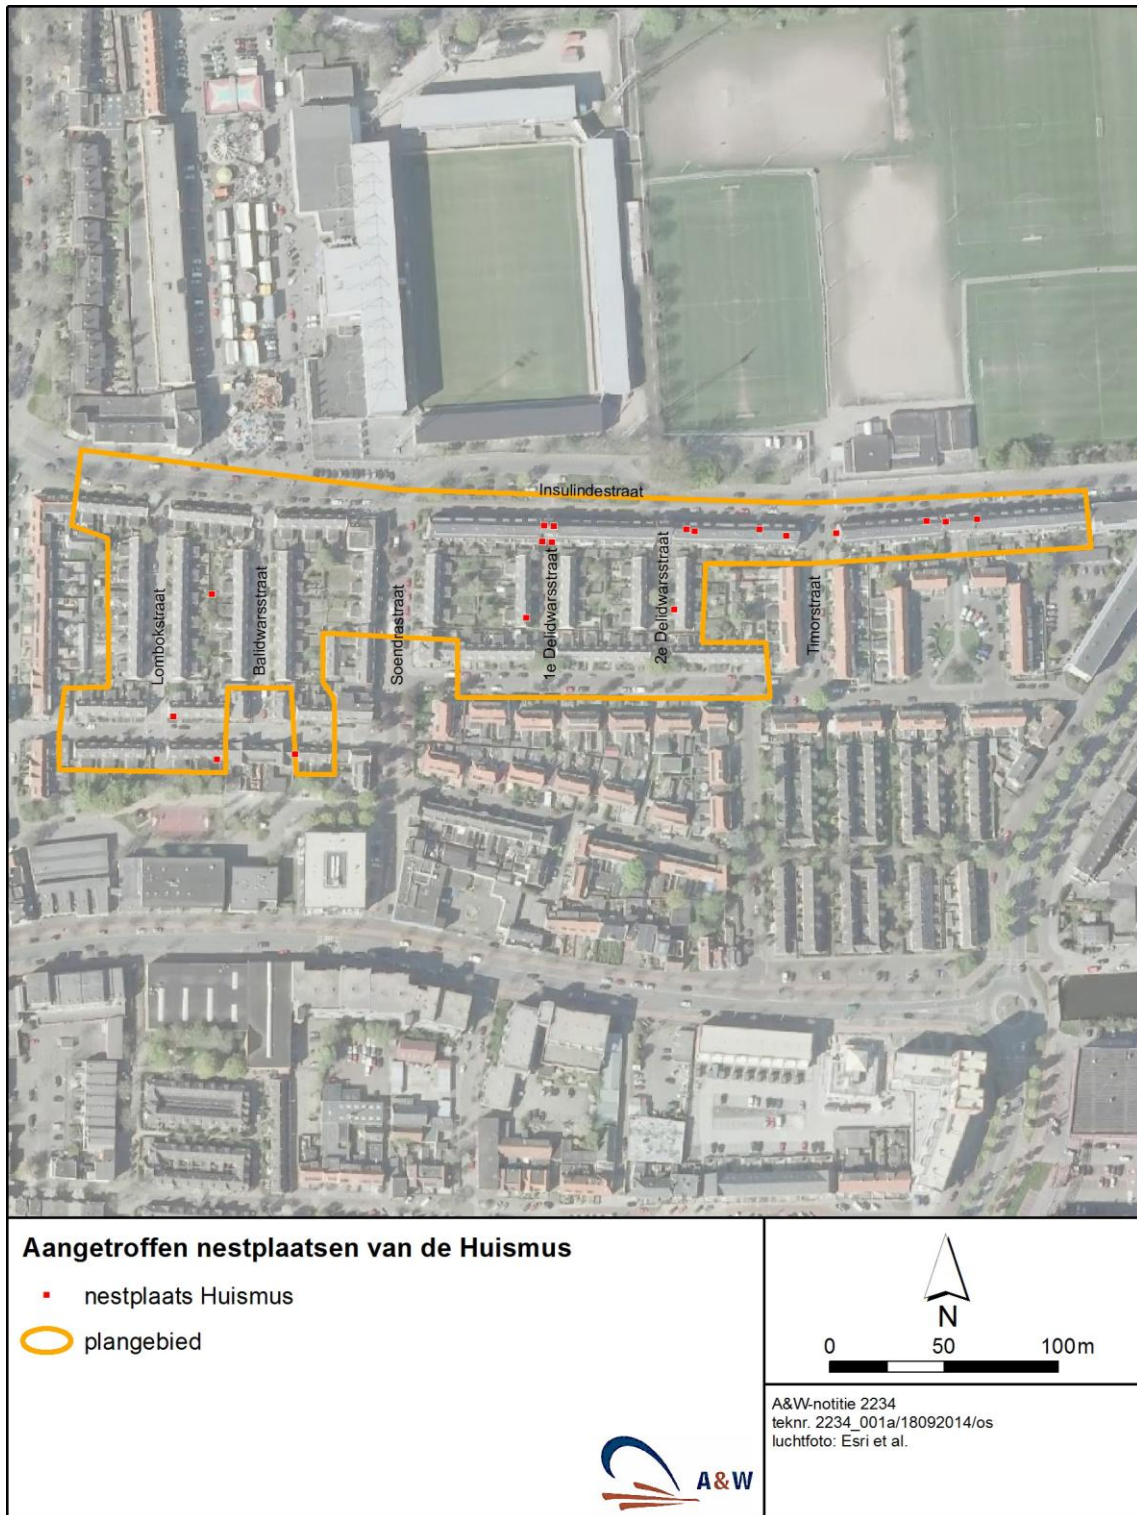 Insulindestraat
Lombokstraat
Balidwarsstraat
Soendrastraat
1e Delidwarsstraat
2e Delidwarsstraat
Timorstraat
Aangetroffen nestplaatsen van de Huismus
nestplaats Huismus
plangebied
N
0 50 100m
A&W-notitie 2234
teknr. 2234_001a/18092014/os
luchtfoto: Esri et al.
A&W